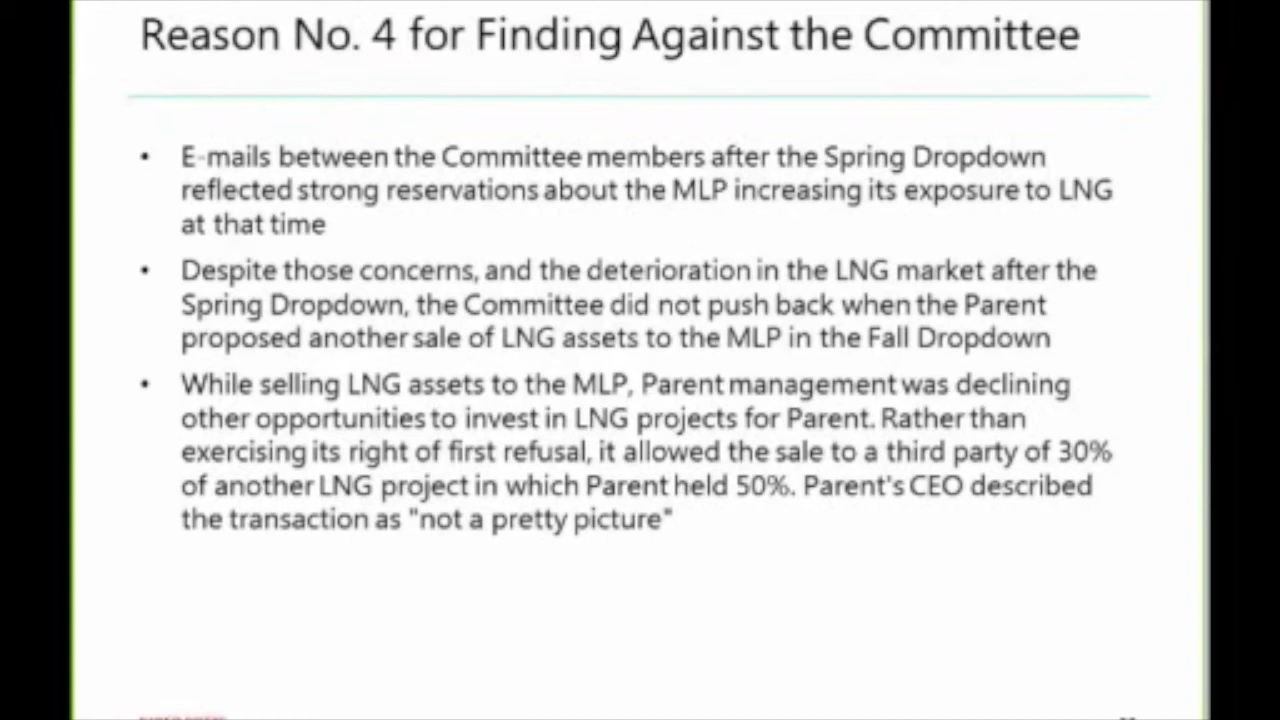 Reason No. 4 for Finding Against the Committee
• E-mails between the Committee members after the Spring Dropdown
reflected strong reservations about the MLP increasing its exposure to LNG
at that time
• Despite those concerns, and the deterioration in the LNG market after the
Spring Dropdown, the Committee did not push back when the Parent
proposed another sale of LNG assets to the MLP in the Fall Dropdown
• While selling LNG assets to the MLP, Parent management was declining
other opportunities to invest in LNG projects for Parent. Rather than
exercising its right of first refusal, it allowed the sale to a third party of 30%
of another LNG project in which Parent held 50%. Parent's CEO described
the transaction as "not a pretty picture"